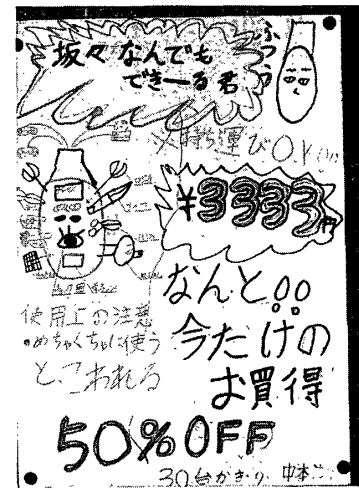 坂々なんでも
できーる君
ふつう
持ち運びO.K
¥3333円
なんと!!
今だけの
お買得
使用上の注意
・めちゃくちゃに使う
と、こわれる
50%OFF
30台かぎり